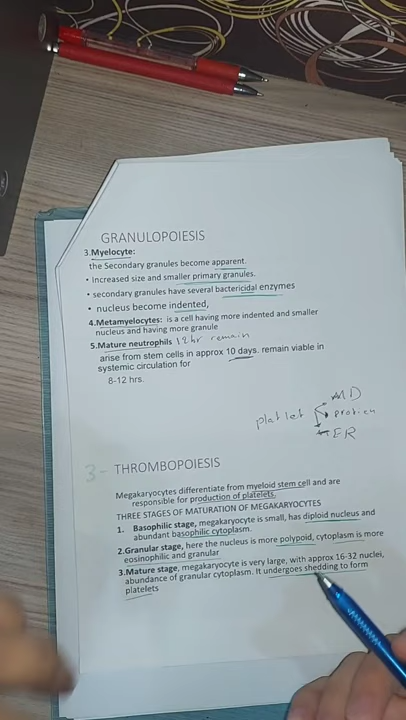 GRANULOPOIESIS
3.Myelocyte:
the Secondary granules become apparent.
• increased size and smaller primary granules.
• secondary granules have several bactericidal enzymes
• nucleus become indented,
4.Metamyelocytes: is a cell having more indented and smaller
nucleus and having more granule
5.Mature neutrophils 12hr remain
arise from stem cells in approx 10 days. remain viable in
systemic circulation for
8-12 hrs.
MD
platlet protien
ER
3- THROMBOPOIESIS
Megakaryocytes differentiate from myeloid stem cell and are
responsible for production of platelets.
THREE STAGES OF MATURATION OF MEGAKARYOCYTES
1. Basophilic stage, megakaryocyte is small, has diploid nucleus and
abundant basophilic cytoplasm.
2.Granular stage, here the nucleus is more polypoid, cytoplasm is more
eosinophilic and granular
3.Mature stage, megakaryocyte is very large, with approx 16-32 nuclei,
abundance of granular cytoplasm. It undergoes shedding to form
platelets